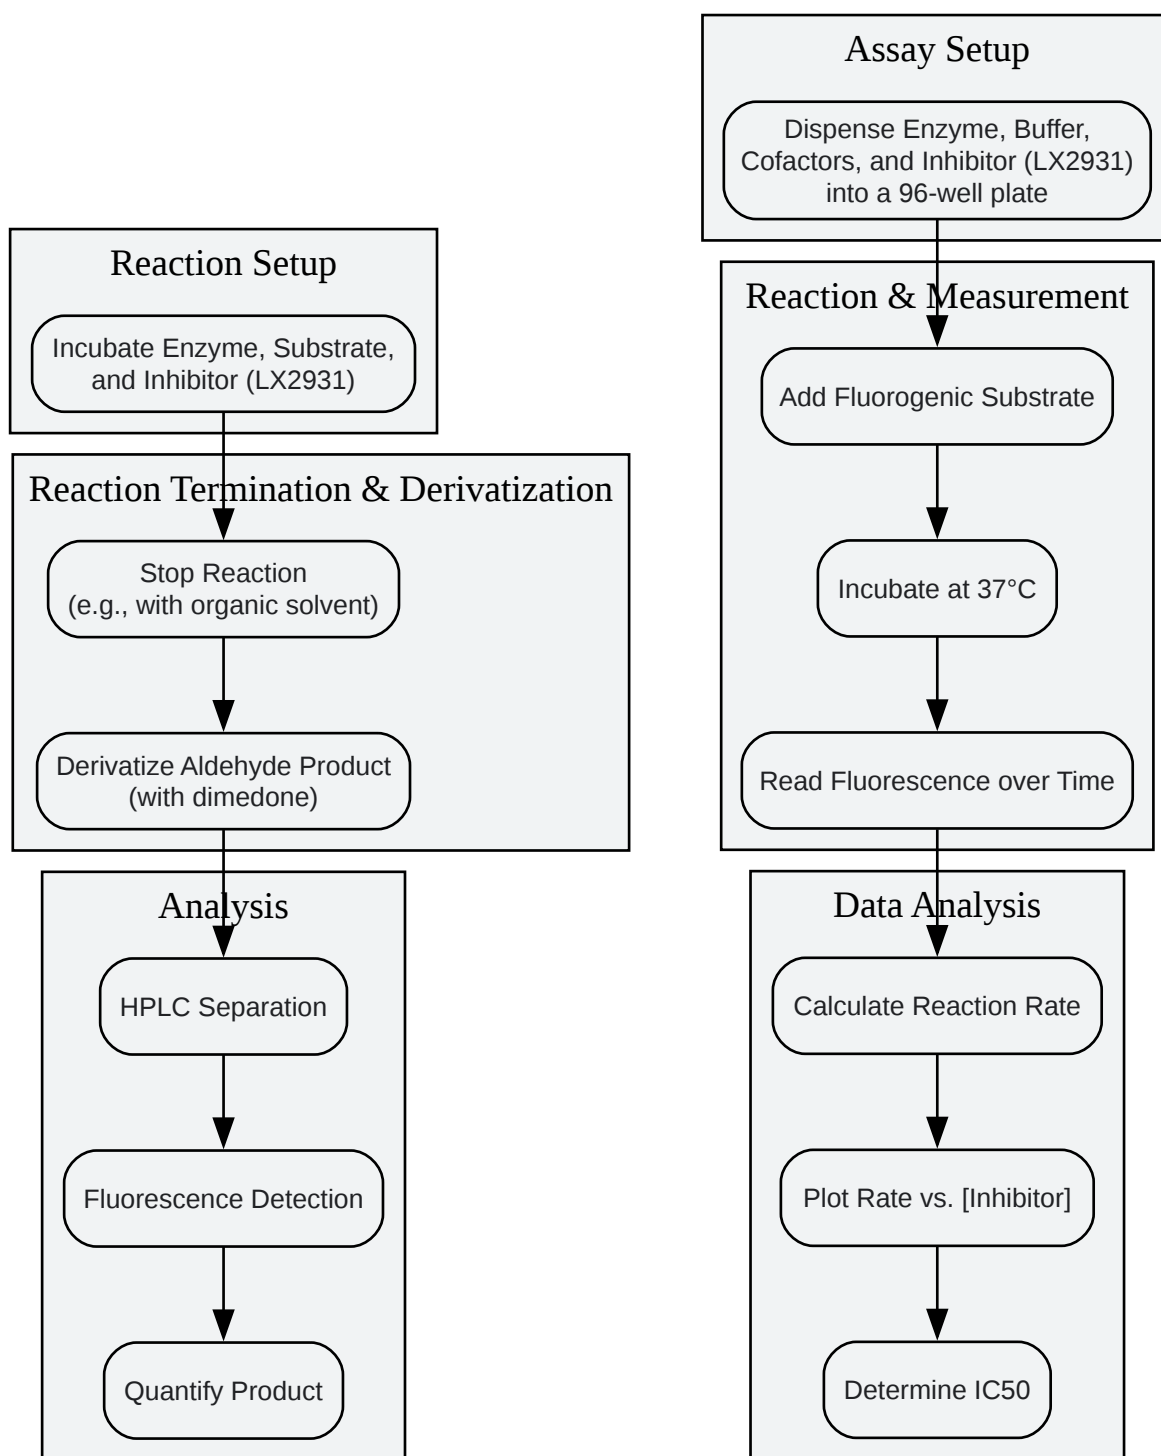 Reaction Setup
Incubate Enzyme, Substrate,
and Inhibitor (LX2931)
Reaction Termination & Derivatization
Stop Reaction
(e.g., with organic solvent)
Derivatize Aldehyde Product
(with dimedone)
Analysis
HPLC Separation
Fluorescence Detection
Quantify Product
Assay Setup
Dispense Enzyme, Buffer,
Cofactors, and Inhibitor (LX2931)
into a 96-well plate
Reaction & Measurement
Add Fluorogenic Substrate
Incubate at 37°C
Read Fluorescence over Time
Data Analysis
Calculate Reaction Rate
Plot Rate vs. [Inhibitor]
Determine IC50